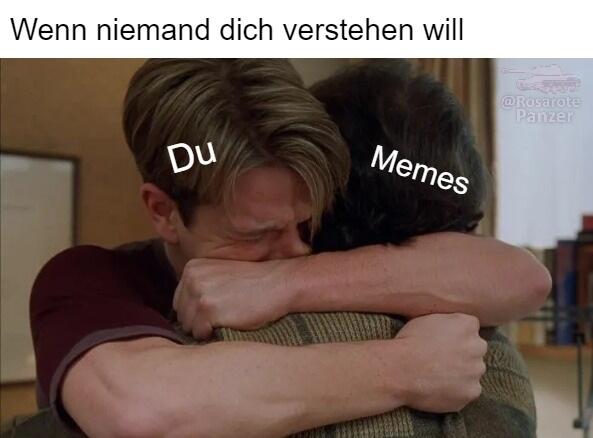 Wenn niemand dich verstehen will
@Rosarote
Panzer
Du
Memes